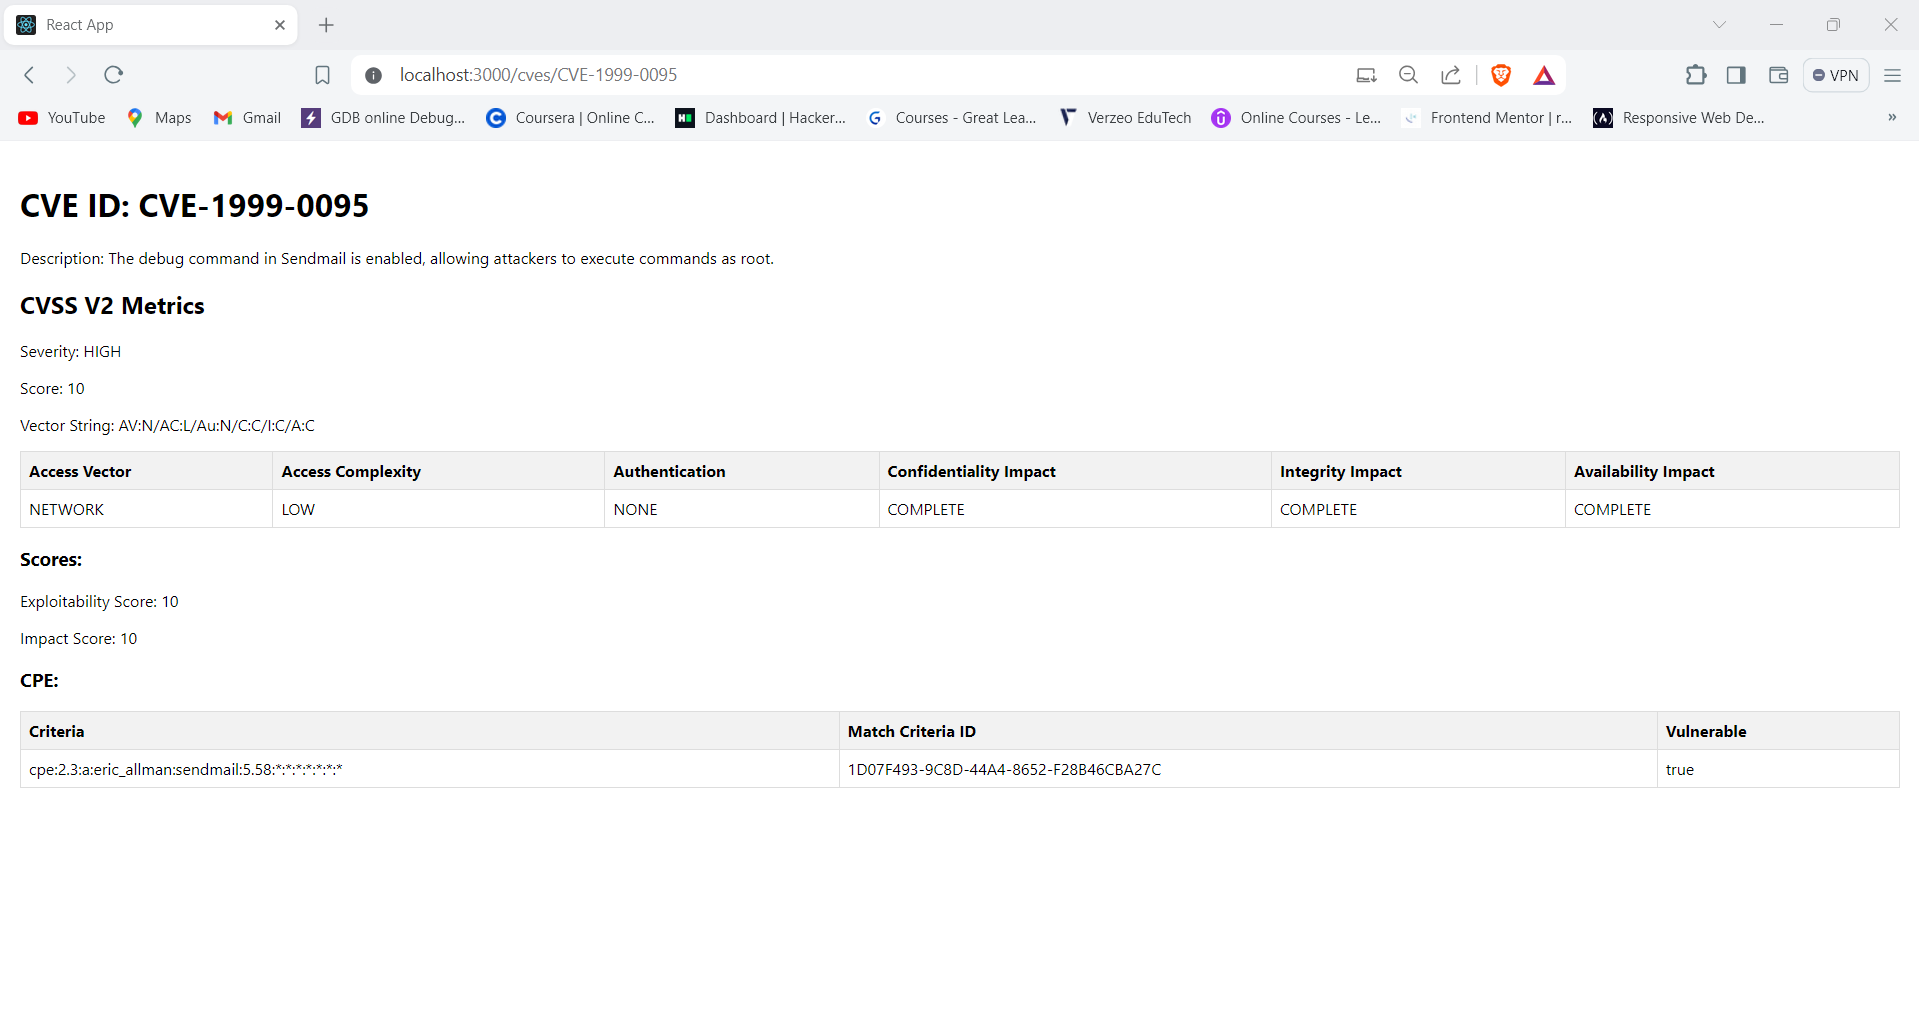 React App
localhost:3000/cves/CVE-1999-0095
VPN
YouTube Maps Gmail GDB online Debug... Coursera | Online C... Dashboard | Hacker... Courses - Great Lea... Verzeo EduTech Online Courses - Le... Frontend Mentor | r... Responsive Web De... »
CVE ID: CVE-1999-0095
Description: The debug command in Sendmail is enabled, allowing attackers to execute commands as root.
CVSS V2 Metrics
Severity: HIGH
Score: 10
Vector String: AV:N/AC:L/Au:N/C:C/I:C/A:C
Access Vector Access Complexity Authentication Confidentiality Impact Integrity Impact Availability Impact
NETWORK LOW NONE COMPLETE COMPLETE COMPLETE
Scores:
Exploitability Score: 10
Impact Score: 10
CPE:
Criteria Match Criteria ID Vulnerable
cpe:2.3:a:eric_allman:sendmail:5.58:*:*:*:*:*:*:* 1D07F493-9C8D-44A4-8652-F28B46CBA27C true